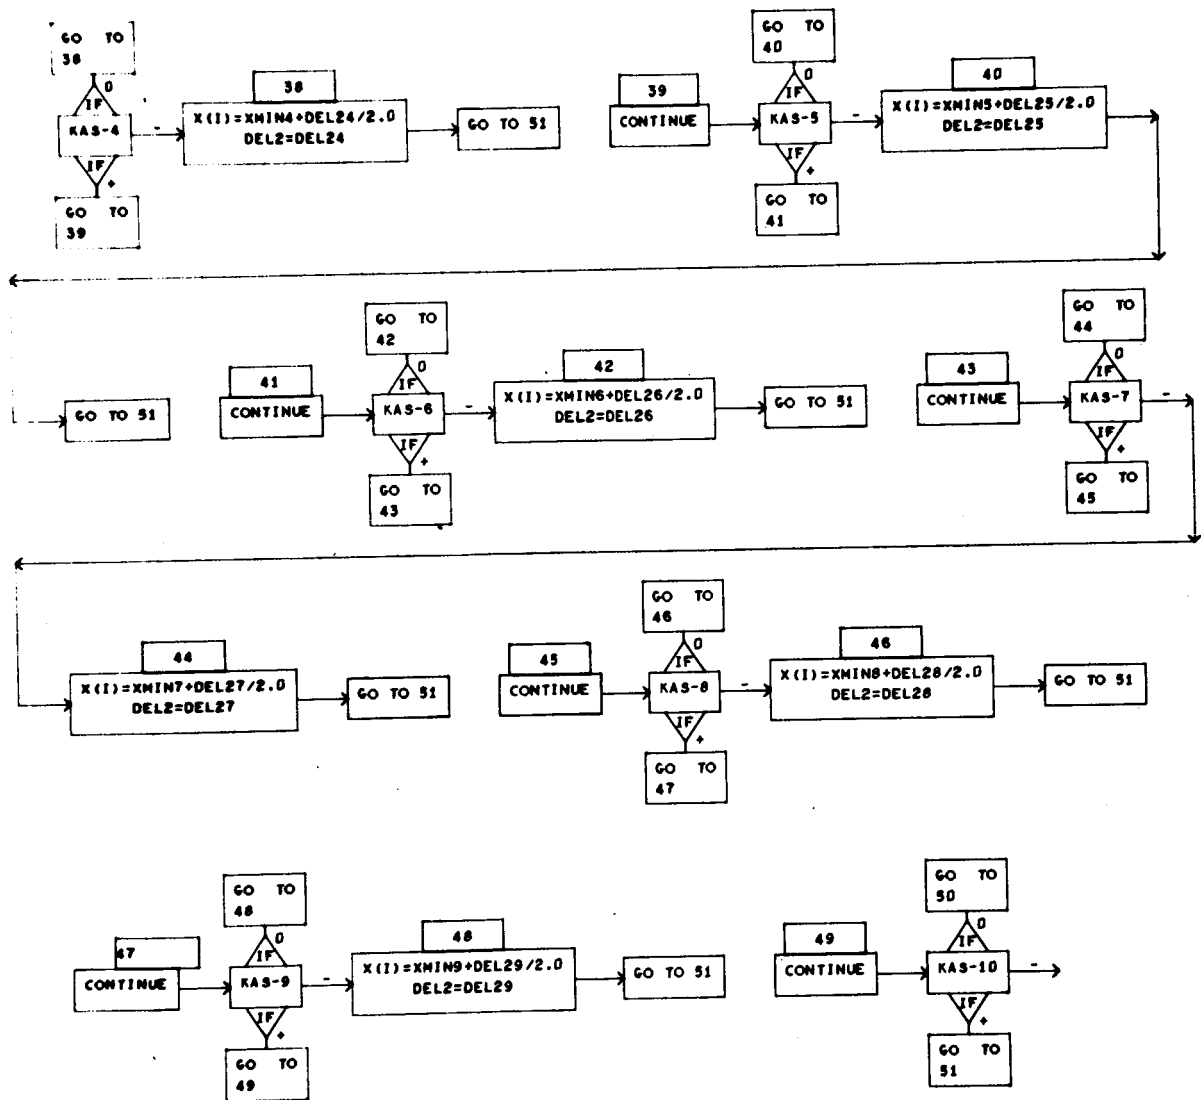 GO TO
38
0
IF
KAS-4
-
IF
+
GO TO
39
38
X(I)=XMIN4+DEL24/2.0
DEL2=DEL24
GO TO 51
39
CONTINUE
GO TO
40
0
IF
KAS-5
-
IF
+
GO TO
41
40
X(I)=XMIN5+DEL25/2.0
DEL2=DEL25
GO TO 51
41
CONTINUE
GO TO
42
0
IF
KAS-6
-
IF
+
GO TO
43
42
X(I)=XMIN6+DEL26/2.0
DEL2=DEL26
GO TO 51
43
CONTINUE
GO TO
44
0
IF
KAS-7
-
IF
+
GO TO
45
44
X(I)=XMIN7+DEL27/2.0
DEL2=DEL27
GO TO 51
45
CONTINUE
GO TO
46
0
IF
KAS-8
-
IF
+
GO TO
47
46
X(I)=XMIN8+DEL28/2.0
DEL2=DEL28
GO TO 51
47
CONTINUE
GO TO
48
0
IF
KAS-9
-
IF
+
GO TO
49
48
X(I)=XMIN9+DEL29/2.0
DEL2=DEL29
GO TO 51
49
CONTINUE
GO TO
50
0
IF
KAS-10
-
IF
+
GO TO
51